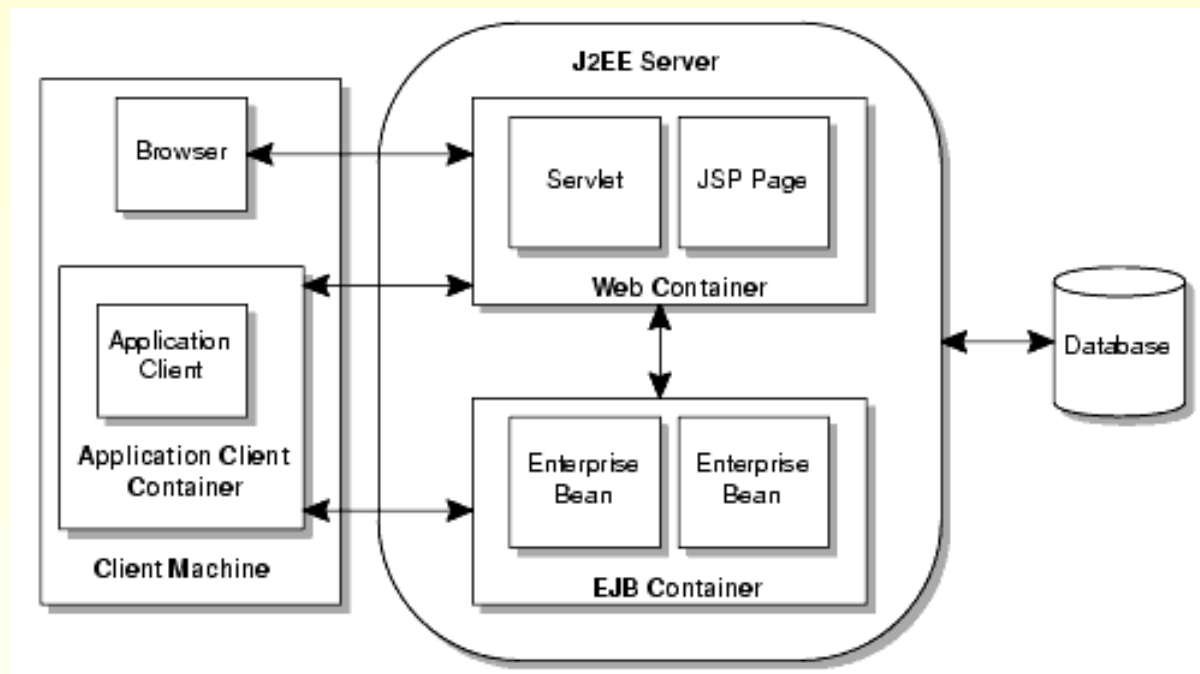 J2EE Server
Browser
Servlet
JSP Page
Web Container
Application
Client
Application Client
Container
Client Machine
Enterprise
Bean
Enterprise
Bean
EJB Container
Database